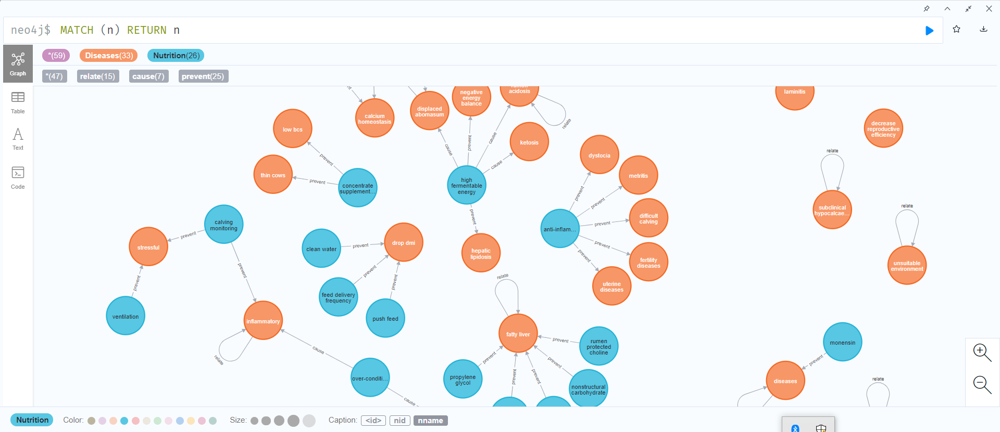 neo4j$ MATCH (n) RETURN n
*(59) Diseases(33) Nutrition(26)
*(47) relate(15) cause(7) prevent(25)
Graph
Table
Text
Code
laminitis
negative
energy
balance
acidosis
displaced
abomasum
calcium
homeostasis
low bcs
thin cows
prevent
prevent
concentrate
supplement...
cause
prevent
cause
cause
relate
ketosis
high
fermentable
energy
prevent
hepatic
lipidosis
decrease
reproductive
efficiency
dystocia
metritis
difficult
calving
fertility
diseases
uterine
diseases
anti-inflam...
prevent
prevent
prevent
prevent
prevent
relate
subclinical
hypocalcae...
relate
unsuitable
environment
calving
monitoring
prevent
stressful
prevent
ventilation
prevent
inflammatory
relate
cause
over-conditi...
cause
clean water
prevent
drop dmi
prevent
feed delivery
frequency
prevent
push feed
relate
fatty liver
prevent
rumen
protected
choline
prevent
propylene
glycol
prevent
prevent
prevent
nonstructural
carbohydrate
monensin
prevent
diseases
relate
Nutrition Color: Size: Caption: <id> nid nname